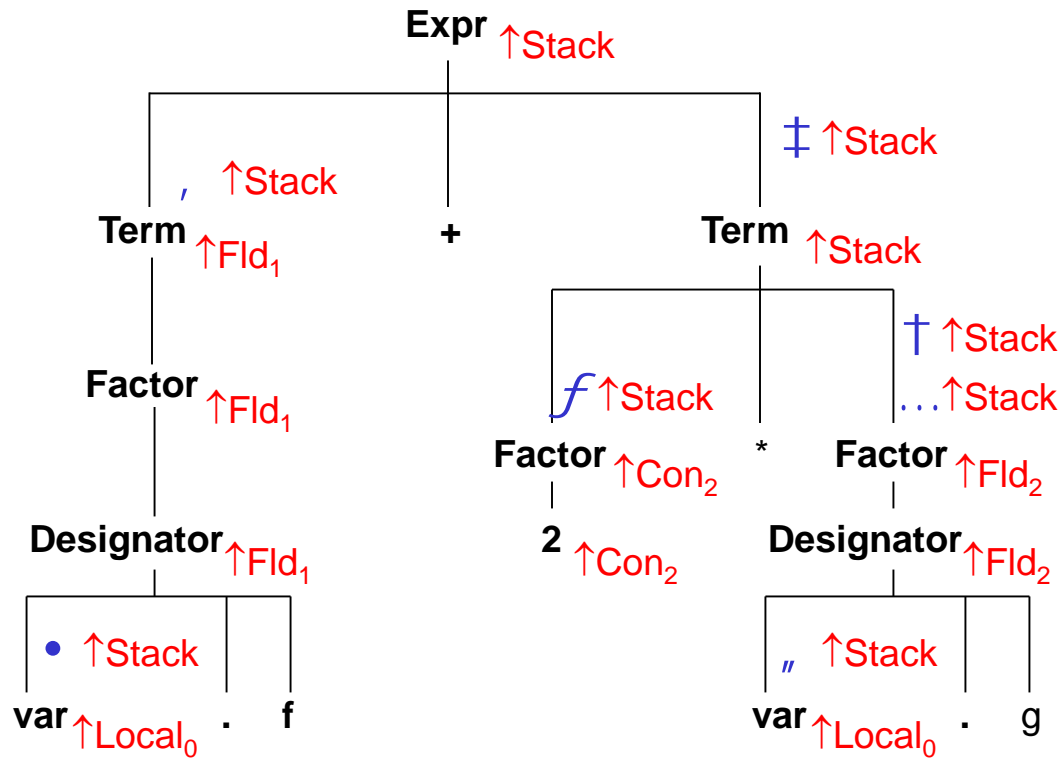 Expr ↑Stack
‡ ↑Stack
‚ ↑Stack
Term ↑Fld₁ + Term ↑Stack
† ↑Stack
Factor ↑Fld₁ ƒ ↑Stack …↑Stack
Factor ↑Con₂ * Factor ↑Fld₂
Designator ↑Fld₁ 2 ↑Con₂ Designator ↑Fld₂
• ↑Stack „ ↑Stack
var ↑Local₀ . f var ↑Local₀ . g